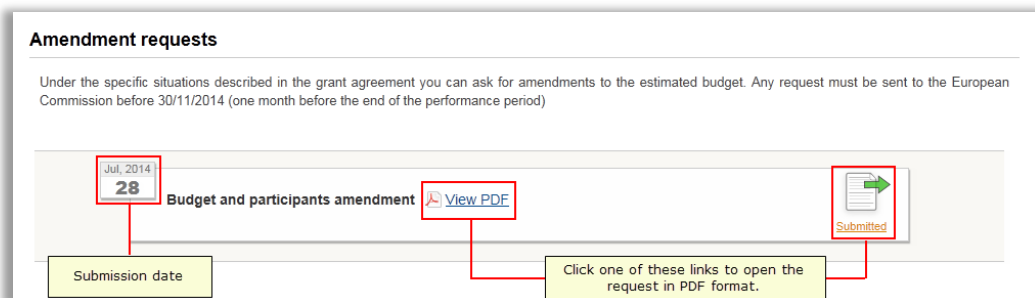 Amendment requests
Under the specific situations described in the grant agreement you can ask for amendments to the estimated budget. Any request must be sent to the European
Commission before 30/11/2014 (one month before the end of the performance period)
Jul, 2014
28
Budget and participants amendment View PDF
Submitted
Submission date
Click one of these links to open the
request in PDF format.